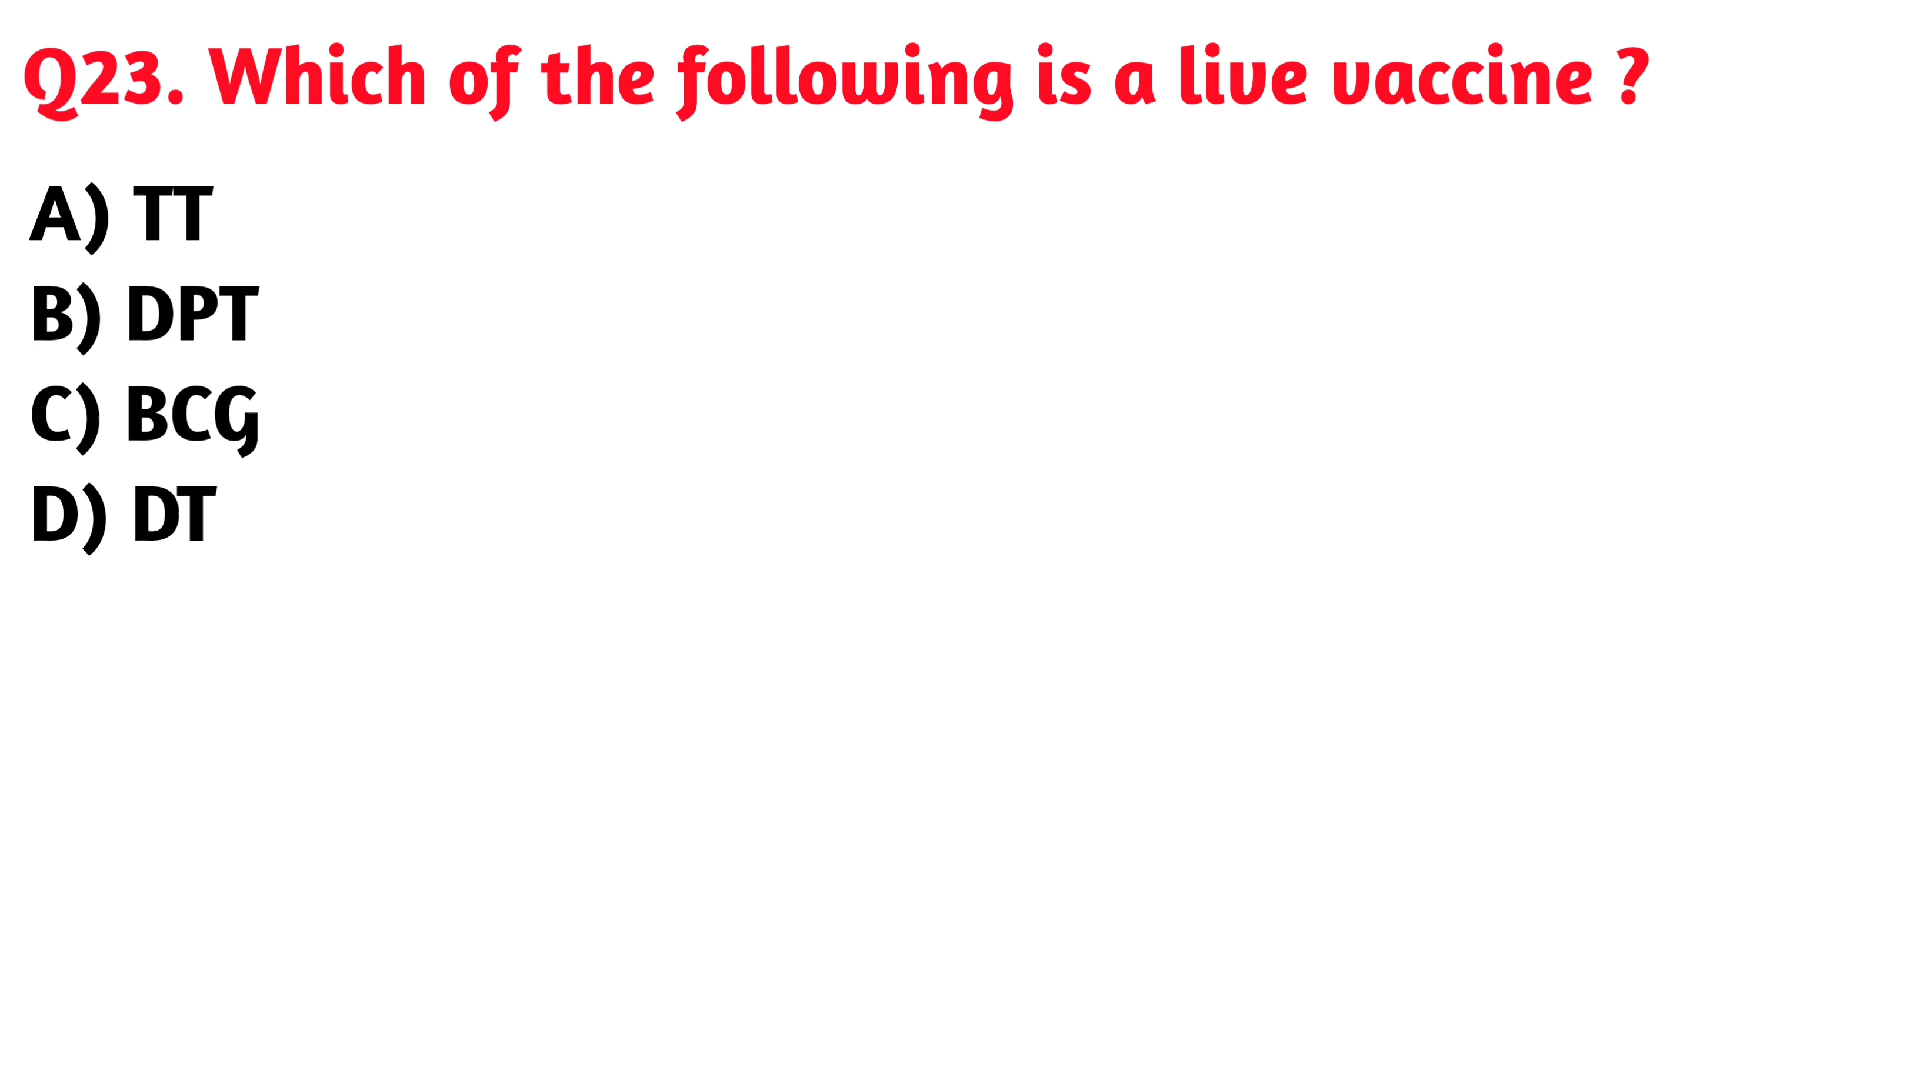 Q23. Which of the following is a live vaccine ?
A) TT
B) DPT
C) BCG
D) DT